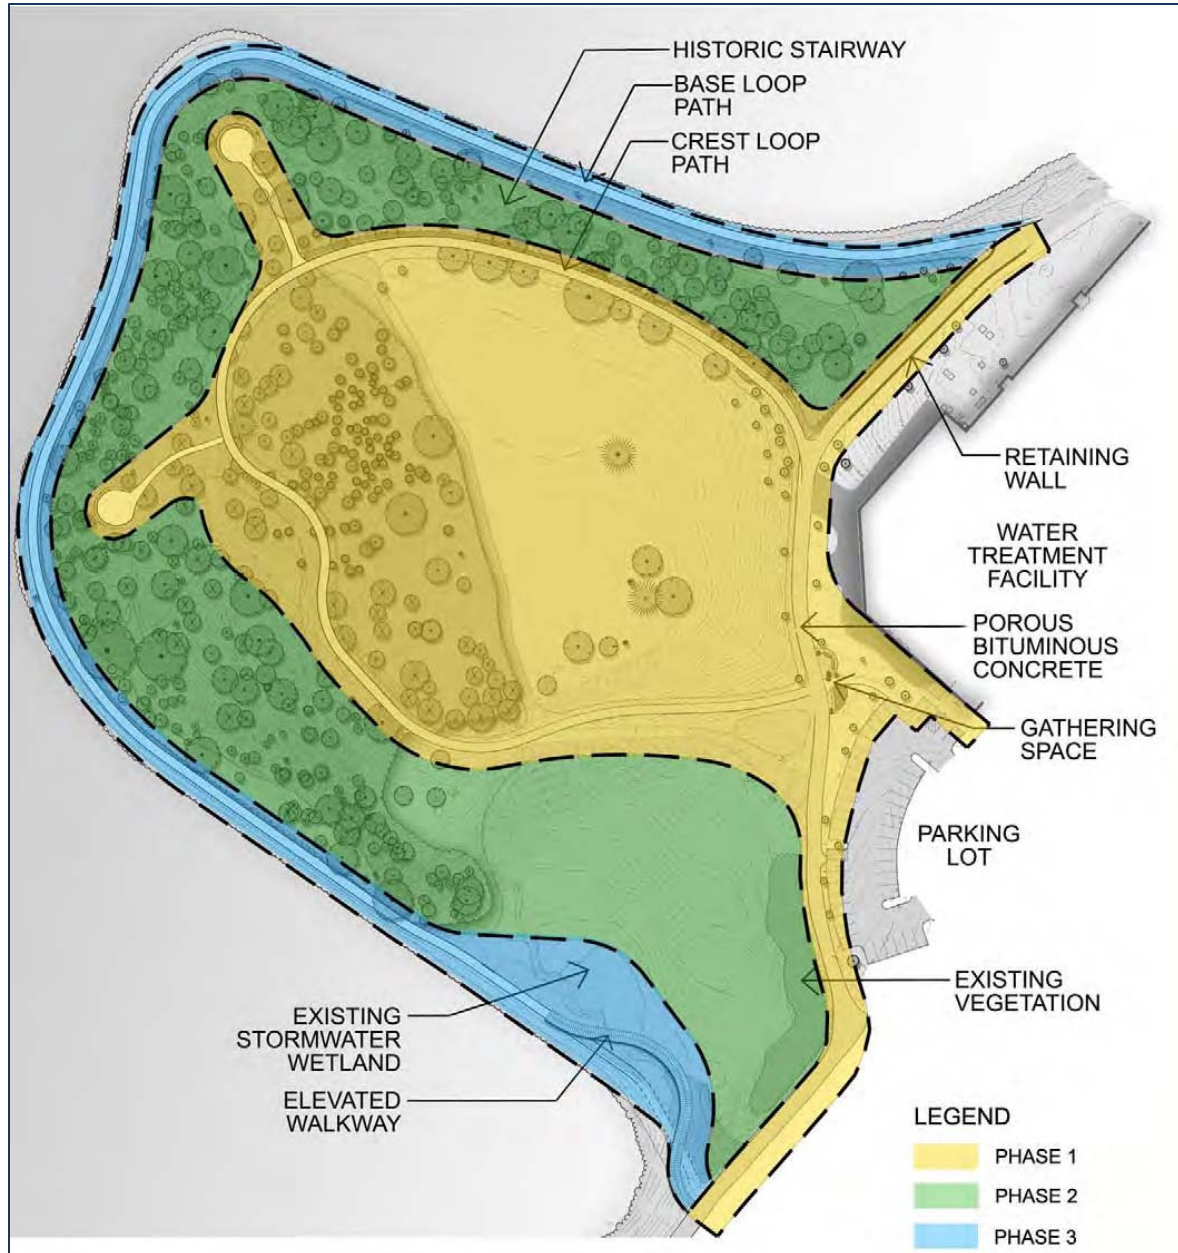 HISTORIC STAIRWAY
BASE LOOP
PATH
CREST LOOP
PATH
RETAINING
WALL
WATER
TREATMENT
FACILITY
POROUS
BITUMINOUS
CONCRETE
GATHERING
SPACE
PARKING
LOT
EXISTING
VEGETATION
EXISTING
STORMWATER
WETLAND
ELEVATED
WALKWAY
LEGEND
PHASE 1
PHASE 2
PHASE 3